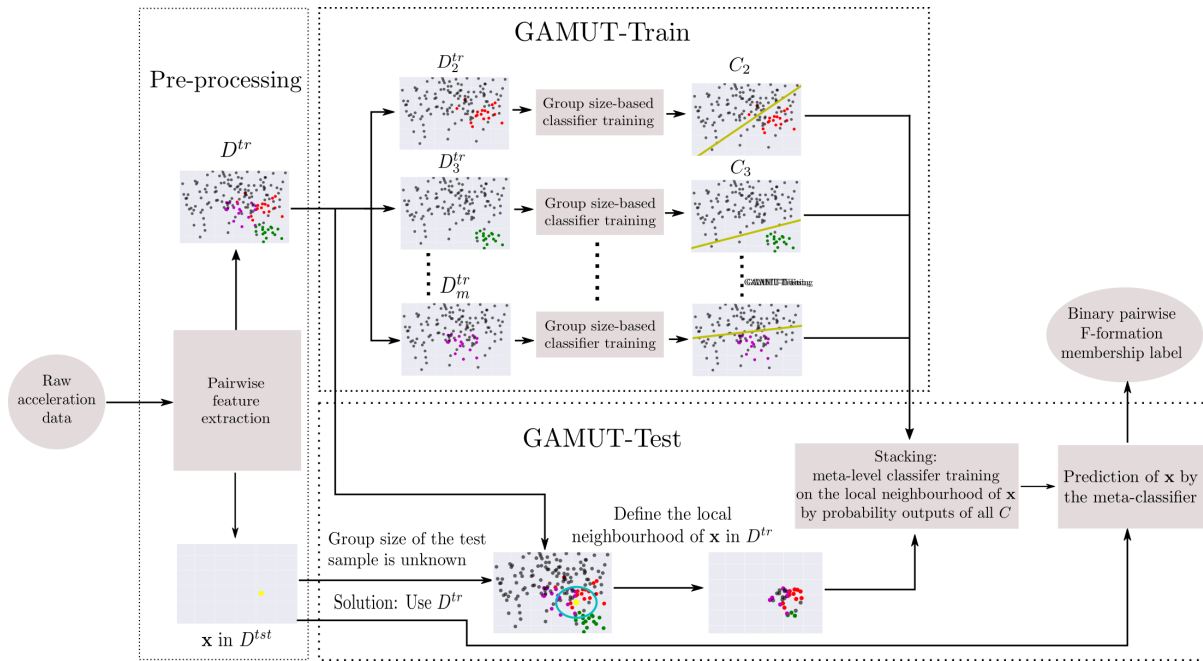 GAMUT-Train
Pre-processing
D^{tr}
D_2^{tr}
Group size-based
classifier training
C_2
D_3^{tr}
Group size-based
classifier training
C_3
D_m^{tr}
Group size-based
classifier training
Raw
acceleration
data
Pairwise
feature
extraction
Binary pairwise
F-formation
membership label
GAMUT-Test
Stacking:
meta-level classifer training
on the local neighbourhood of x
by probability outputs of all C
Prediction of x by
the meta-classifier
Group size of the test
sample is unknown
Define the local
neighbourhood of x in D^{tr}
Solution: Use D^{tr}
x in D^{tst}